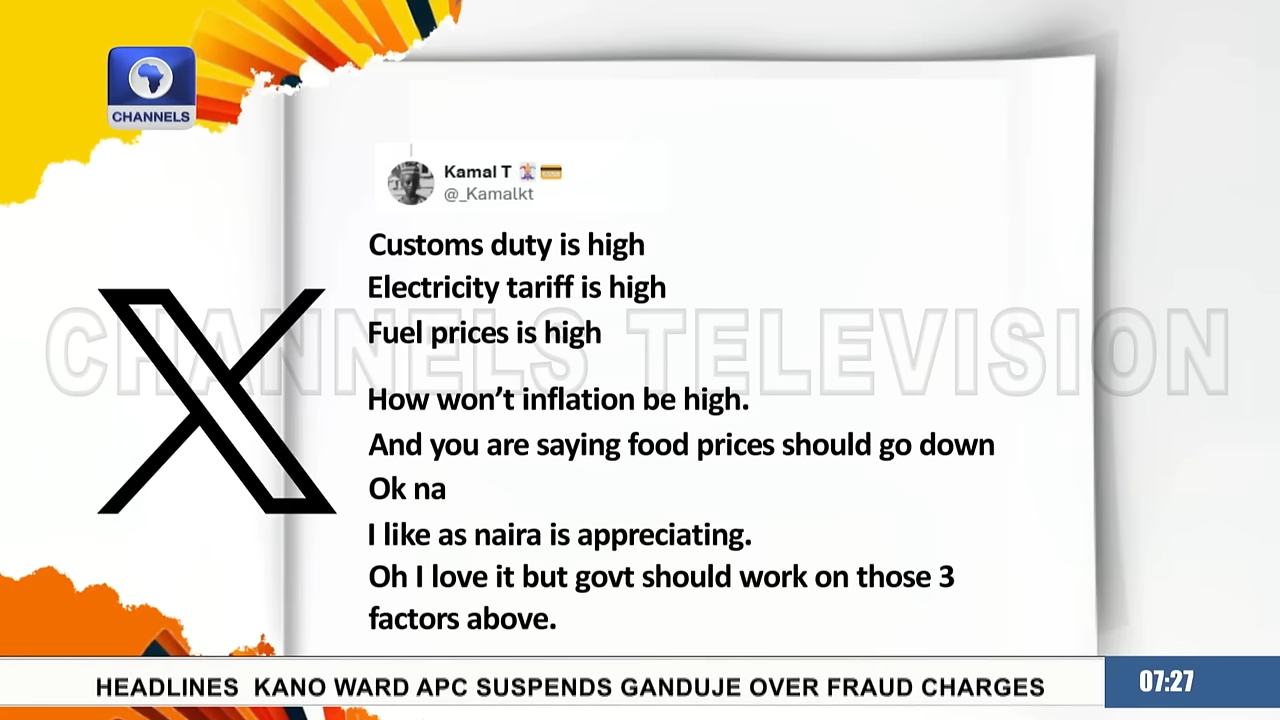 CHANNELS
Kamal T
@_Kamalkt
Customs duty is high
Electricity tariff is high
Fuel prices is high
CHANNELS TELEVISION
How won’t inflation be high.
And you are saying food prices should go down
Ok na
I like as naira is appreciating.
Oh I love it but govt should work on those 3
factors above.
HEADLINES KANO WARD APC SUSPENDS GANDUJE OVER FRAUD CHARGES
07:27